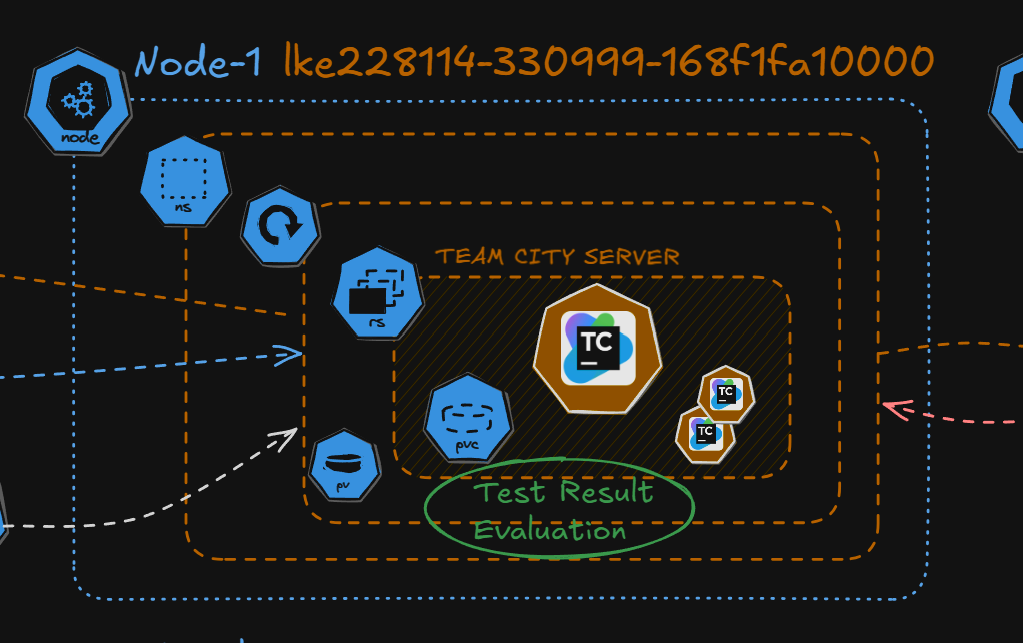 Node-1 lke228114-330999-168f1fa10000
node
ns
TEAM CITY SERVER
rs
TC
TC
pvc
TC
pv
Test Result
Evaluation